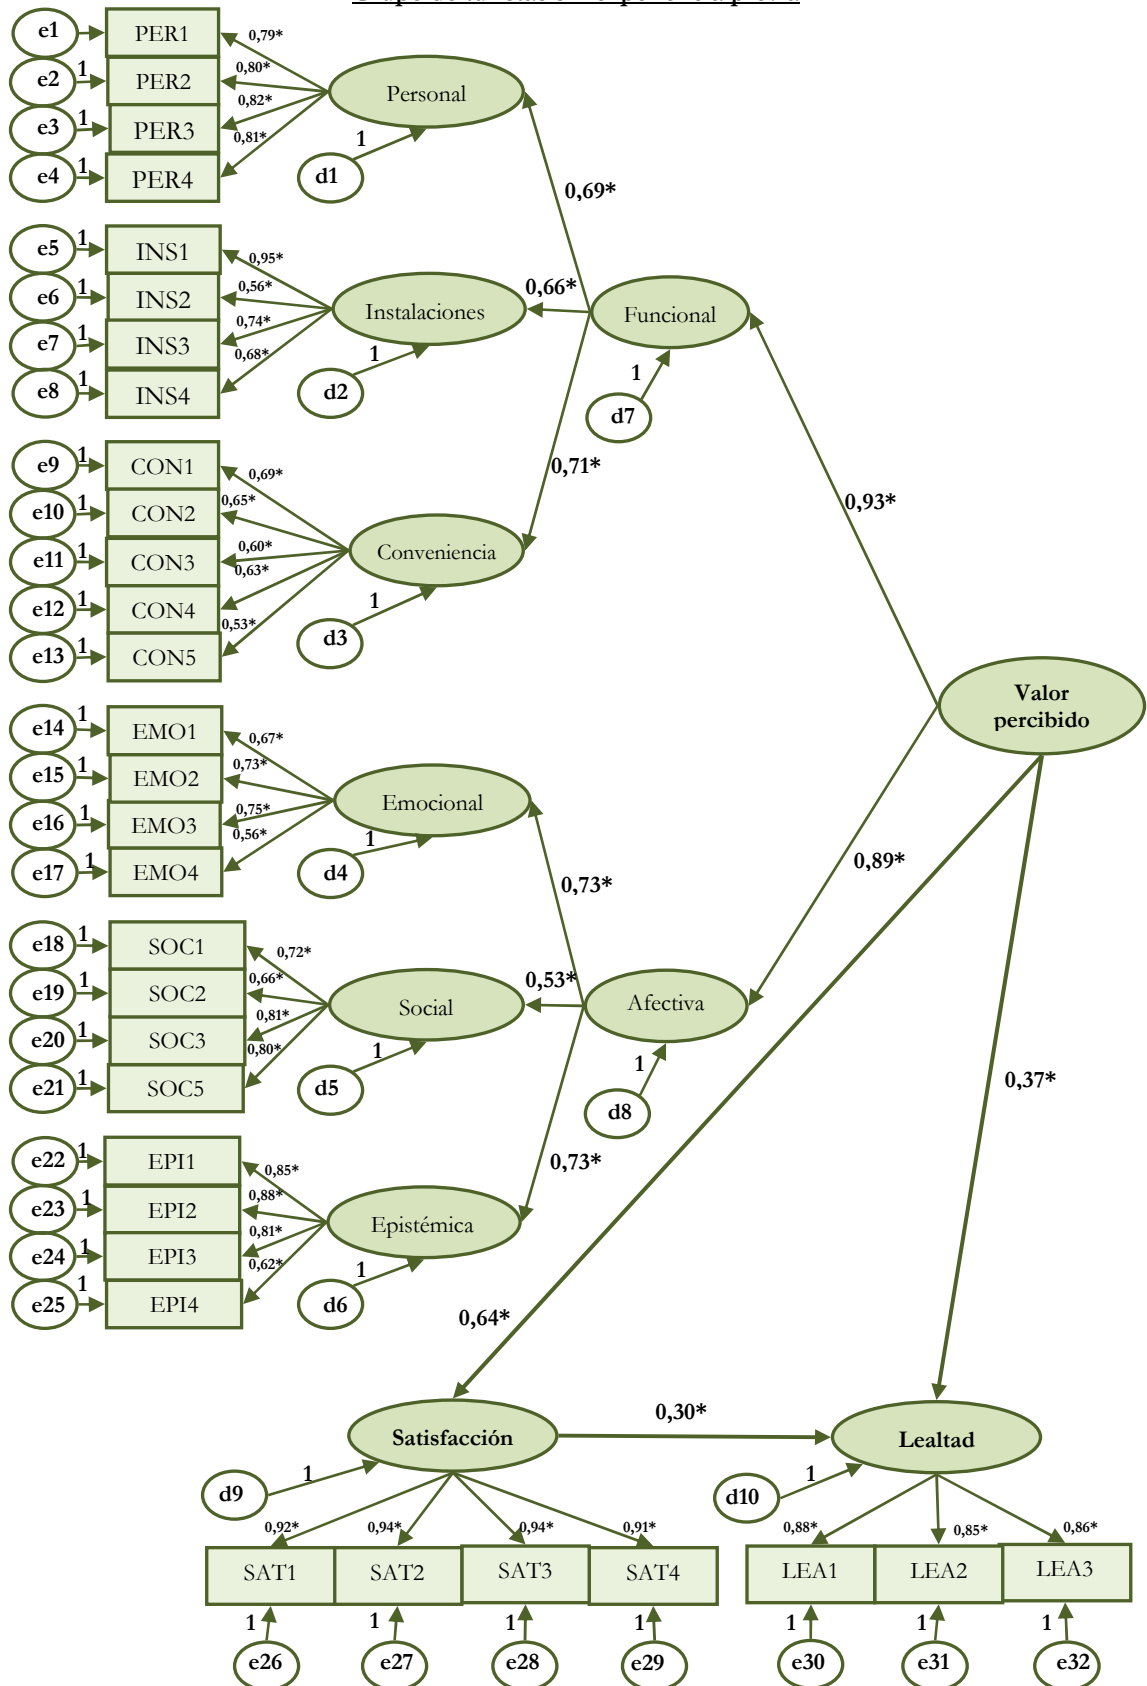 e1
PER1
0,79*
e2
1
PER2
0,80*
Personal
e3
1
PER3
0,82*
e4
1
PER4
0,81*
1
d1
0,69*
e5
1
INS1
0,95*
e6
1
INS2
0,56*
Instalaciones
0,66*
Funcional
e7
1
INS3
0,74*
e8
1
INS4
0,68*
1
d2
1
d7
e9
1
CON1
0,69*
0,71*
e10
1
CON2
0,65*
0,93*
e11
1
CON3
0,60*
Conveniencia
e12
1
CON4
0,63*
e13
1
CON5
0,53*
1
d3
Valor
percibido
e14
1
EMO1
0,67*
e15
1
EMO2
0,73*
Emocional
e16
1
EMO3
0,75*
e17
1
EMO4
0,56*
1
d4
0,73*
0,89*
e18
1
SOC1
0,72*
e19
1
SOC2
0,66*
Social
0,53*
Afectiva
e20
1
SOC3
0,81*
e21
1
SOC5
0,80*
1
d5
1
d8
0,37*
e22
1
EPI1
0,85*
0,73*
e23
1
EPI2
0,88*
Epistémica
e24
1
EPI3
0,81*
e25
1
EPI4
0,62*
1
d6
0,64*
Satisfacción
0,30*
Lealtad
d9
1
d10
1
0,92*
0,94*
0,94*
0,91*
0,88*
0,85*
0,86*
SAT1
SAT2
SAT3
SAT4
LEA1
LEA2
LEA3
1
1
1
1
1
1
1
e26
e27
e28
e29
e30
e31
e32